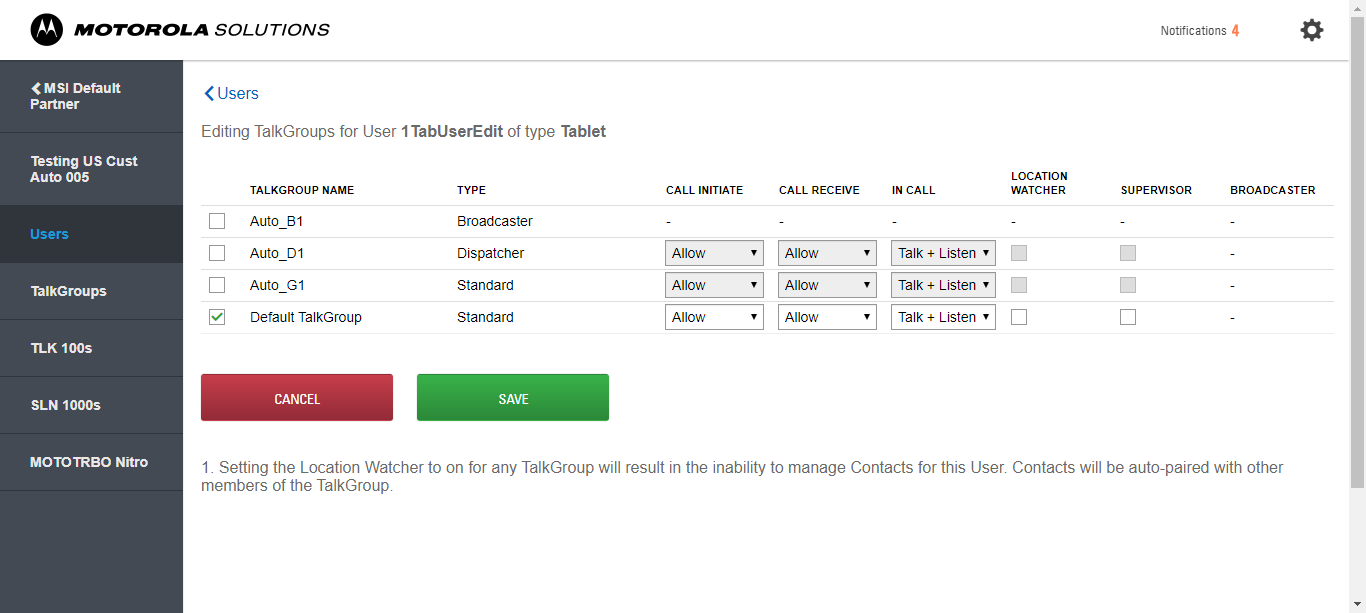 MOTOROLA SOLUTIONS
Notifications 4
MSI Default
Partner
Testing US Cust
Auto 005
Users
TalkGroups
TLK 100s
SLN 1000s
MOTOTRBO Nitro
Users
Editing TalkGroups for User 1TabUserEdit of type Tablet
TALKGROUP NAME TYPE CALL INITIATE CALL RECEIVE IN CALL LOCATION WATCHER SUPERVISOR BROADCASTER
Auto_B1 Broadcaster - - - - - -
Auto_D1 Dispatcher Allow Allow Talk + Listen -
Auto_G1 Standard Allow Allow Talk + Listen -
Default TalkGroup Standard Allow Allow Talk + Listen -
CANCEL SAVE
1. Setting the Location Watcher to on for any TalkGroup will result in the inability to manage Contacts for this User. Contacts will be auto-paired with other
members of the TalkGroup.